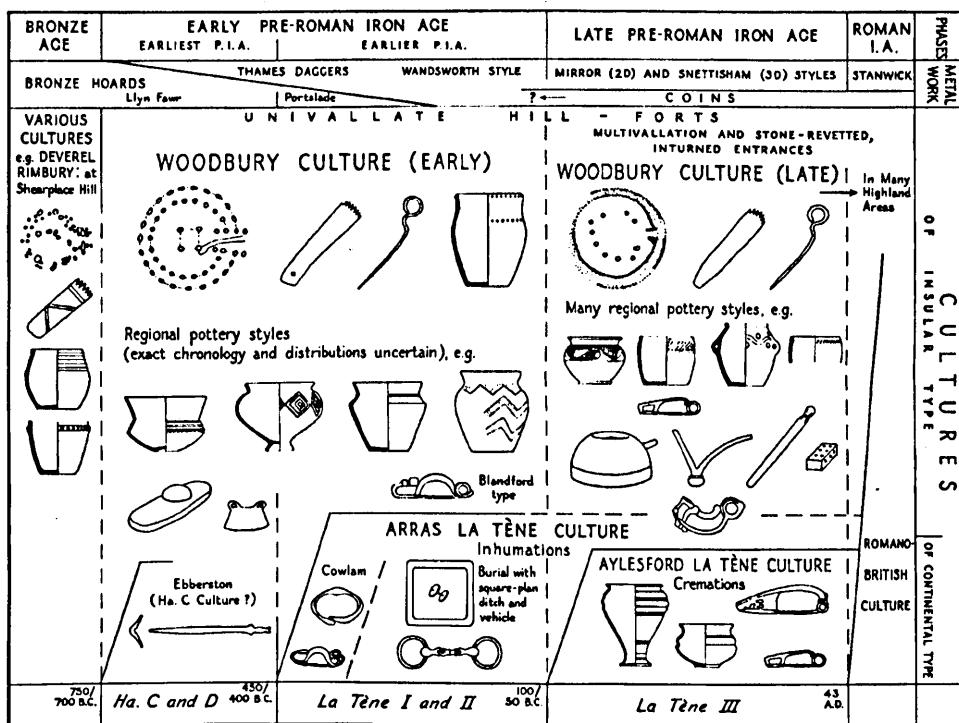 BRONZE
AGE
EARLY PRE-ROMAN IRON AGE
EARLIEST P.I.A.
EARLIER P.I.A.
LATE PRE-ROMAN IRON AGE
ROMAN
I.A.
PHASES
BRONZE HOARDS
THAMES DAGGERS
WANDSWORTH STYLE
MIRROR (2D) AND SNETTISHAM (3D) STYLES
STANWICK
METAL
WORK
Llyn Fawr
Portslade
? ←
COINS
UNIVALLATE HILL - FORTS
MULTIVALLATION AND STONE-REVETTED,
INTURNED ENTRANCES
VARIOUS
CULTURES
e.g. DEVEREL
RIMBURY: at
Shearplace Hill
WOODBURY CULTURE (EARLY)
WOODBURY CULTURE (LATE)
In Many
Highland
Areas
Regional pottery styles
(exact chronology and distributions uncertain), e.g.
Many regional pottery styles, e.g.
Blandford
type
CULTURES
OF INSULAR TYPE
OF CONTINENTAL TYPE
ARRAS LA TÈNE CULTURE
Inhumations
Cowlam
Burial with
square-plan
ditch and
vehicle
Ebberston
(Ha. C Culture ?)
AYLESFORD LA TÈNE CULTURE
Cremations
ROMANO-
BRITISH
CULTURE
750/
700 B.C.
Ha. C and D
450/
400 B.C.
La Tène I and II
100/
50 B.C.
La Tène III
43
A.D.